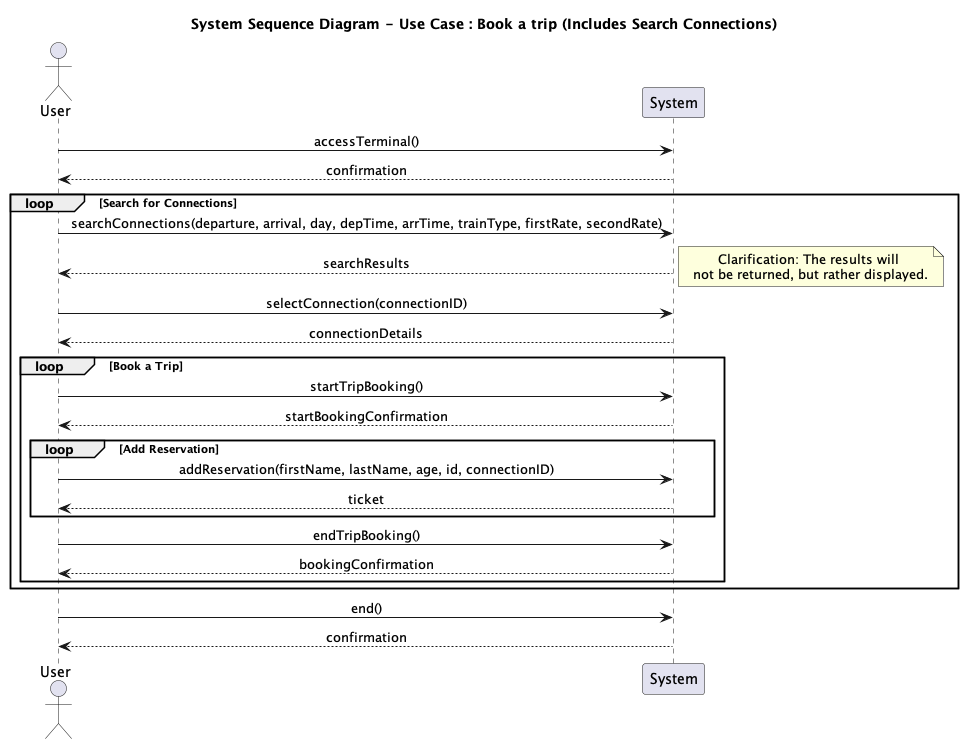 System Sequence Diagram - Use Case : Book a trip (Includes Search Connections)
User
System
accessTerminal()
confirmation
loop [Search for Connections]
searchConnections(departure, arrival, day, depTime, arrTime, trainType, firstRate, secondRate)
Clarification: The results will
not be returned, but rather displayed.
searchResults
selectConnection(connectionID)
connectionDetails
loop [Book a Trip]
startTripBooking()
startBookingConfirmation
loop [Add Reservation]
addReservation(firstName, lastName, age, id, connectionID)
ticket
endTripBooking()
bookingConfirmation
end()
confirmation
User
System